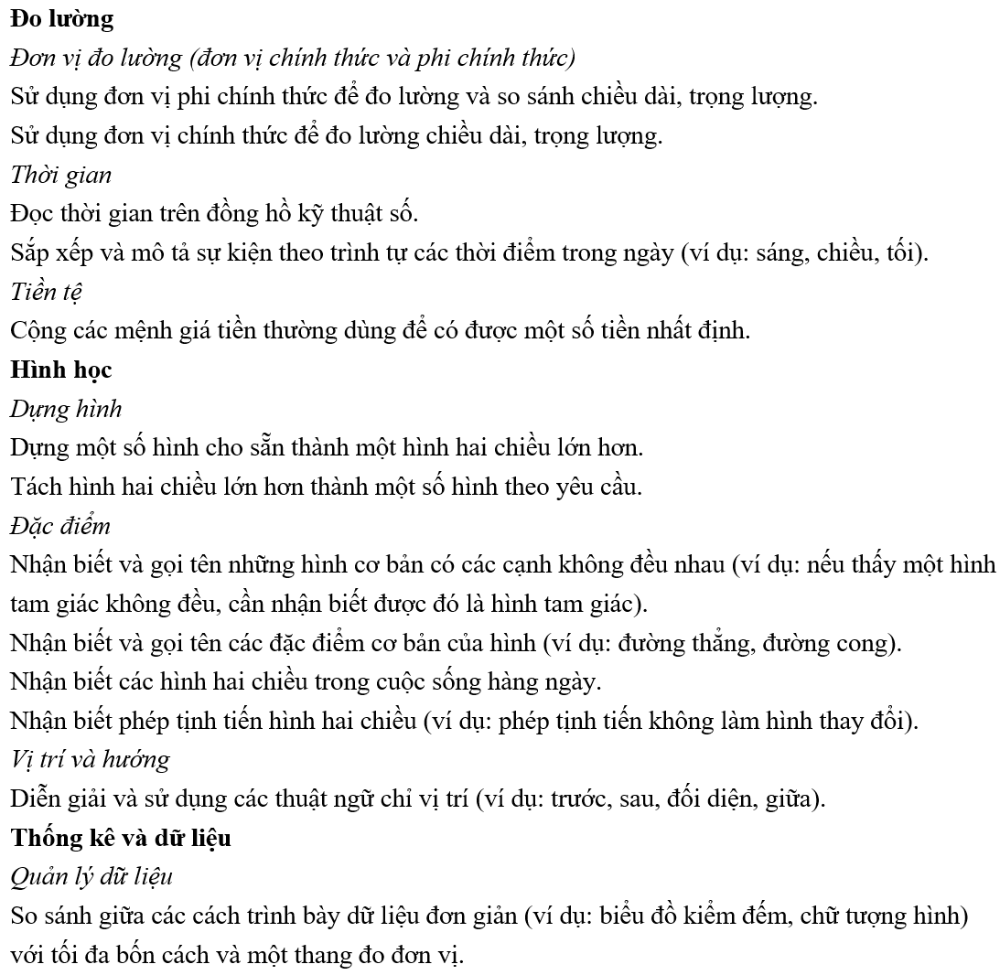 Đo lường
Đơn vị đo lường (đơn vị chính thức và phi chính thức)
Sử dụng đơn vị phi chính thức để đo lường và so sánh chiều dài, trọng lượng.
Sử dụng đơn vị chính thức để đo lường chiều dài, trọng lượng.
Thời gian
Đọc thời gian trên đồng hồ kỹ thuật số.
Sắp xếp và mô tả sự kiện theo trình tự các thời điểm trong ngày (ví dụ: sáng, chiều, tối).
Tiền tệ
Cộng các mệnh giá tiền thường dùng để có được một số tiền nhất định.
Hình học
Dựng hình
Dựng một số hình cho sẵn thành một hình hai chiều lớn hơn.
Tách hình hai chiều lớn hơn thành một số hình theo yêu cầu.
Đặc điểm
Nhận biết và gọi tên những hình cơ bản có các cạnh không đều nhau (ví dụ: nếu thấy một hình
tam giác không đều, cần nhận biết được đó là hình tam giác).
Nhận biết và gọi tên các đặc điểm cơ bản của hình (ví dụ: đường thẳng, đường cong).
Nhận biết các hình hai chiều trong cuộc sống hàng ngày.
Nhận biết phép tịnh tiến hình hai chiều (ví dụ: phép tịnh tiến không làm hình thay đổi).
Vị trí và hướng
Diễn giải và sử dụng các thuật ngữ chỉ vị trí (ví dụ: trước, sau, đối diện, giữa).
Thống kê và dữ liệu
Quản lý dữ liệu
So sánh giữa các cách trình bày dữ liệu đơn giản (ví dụ: biểu đồ kiểm đếm, chữ tượng hình)
với tối đa bốn cách và một thang đo đơn vị.